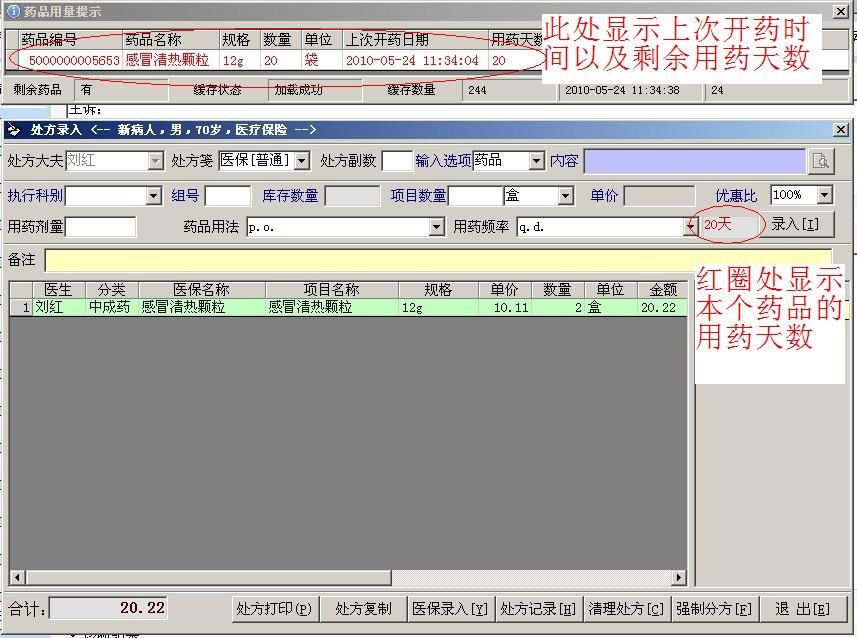 药品用量提示
药品编号 药品名称 规格 数量 单位 上次开药日期 用药天数
5000000005653 感冒清热颗粒 12g 20 袋 2010-05-24 11:34:04 20
此处显示上次开药时
间以及剩余用药天数
剩余药品 有 缓存状态 加载成功 缓存数量 244 2010-05-24 11:34:38 24
主诉:
处方录入 <-- 新病人，男，70岁，医疗保险 -->
处方大夫 刘红 处方笺 医保[普通] 处方副数 输入选项 药品 内容
执行科别 组号 库存数量 项目数量 盒 单价 优惠比 100%
用药剂量 药品用法 p.o. 用药频率 q.d. 20天 录入[I]
备注
红圈处显示
本个药品的
用药天数
医生 分类 医保名称 项目名称 规格 单价 数量 单位 金额
1 刘红 中成药 感冒清热颗粒 感冒清热颗粒 12g 10.11 2 盒 20.22
合计: 20.22 处方打印(P) 处方复制 医保录入[Y] 处方记录[H] 清理处方[C] 强制分方[F] 退 出[E]